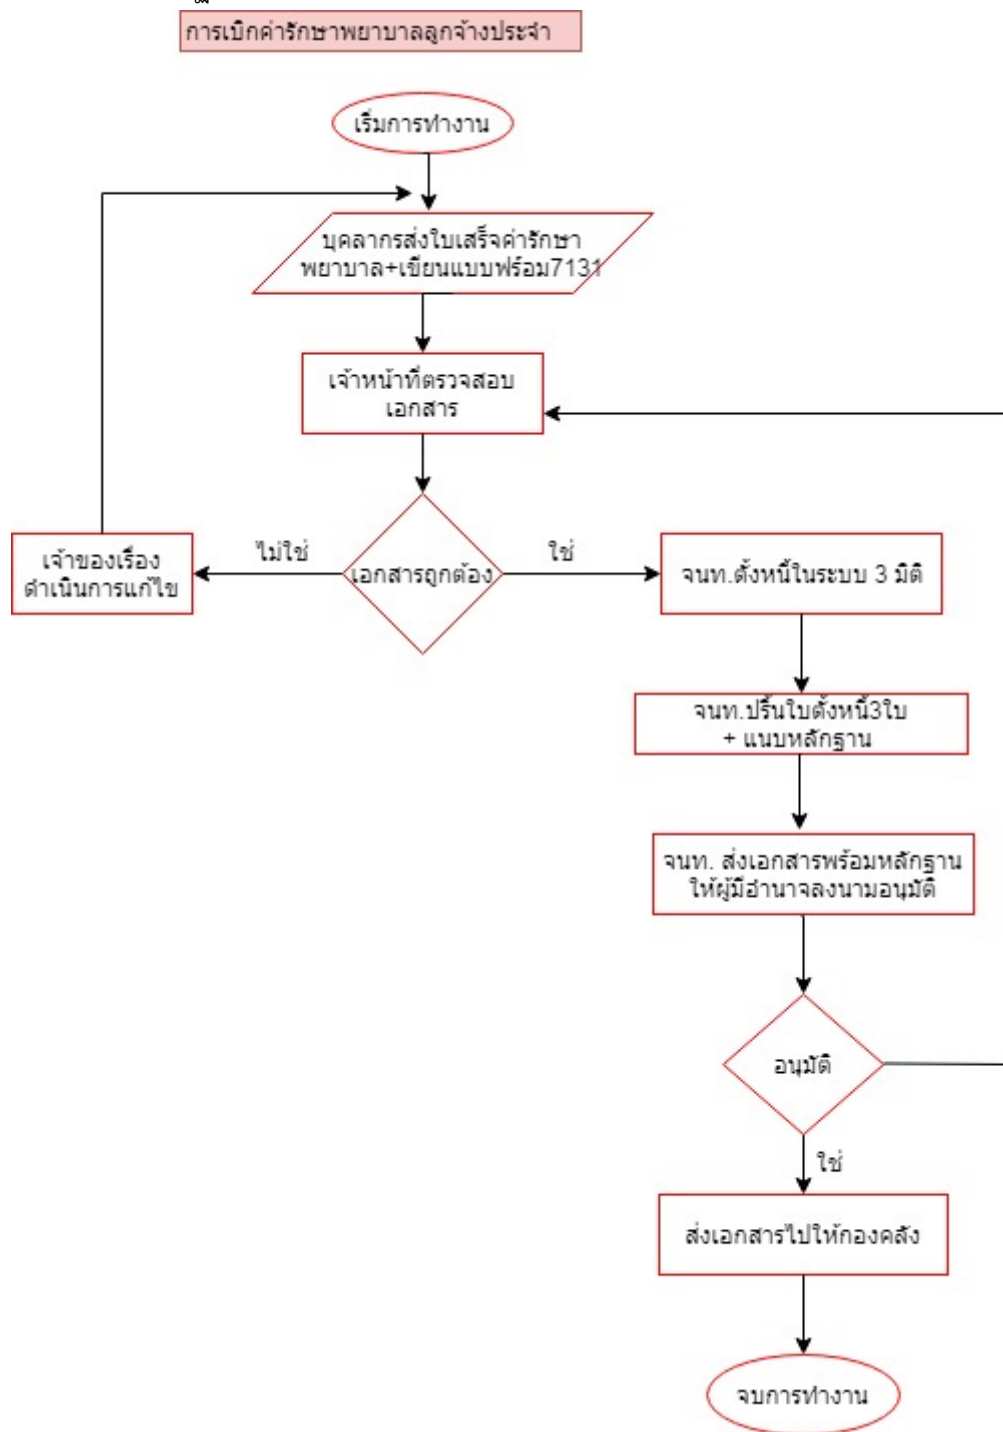 การเบิกค่ารักษาพยาบาลลูกจ้างประจำ
เริ่มการทำงาน
บุคลากรส่งใบเสร็จค่ารักษา
พยาบาล+เขียนแบบฟร์อม7131
เจ้าหน้าที่ตรวจสอบ
เอกสาร
เจ้าของเรื่อง
ดำเนินการแก้ไข
ไม่ใช่
เอกสารถูกต้อง
ใช่
จนท.ตั้งหนี้ในระบบ 3 มิติ
จนท.ปริ้นใบตั้งหนี้3ใบ
+ แนบหลักฐาน
จนท. ส่งเอกสารพร้อมหลักฐาน
ให้ผู้มีอำนาจลงนามอนุมัติ
อนุมัติ
ใช่
ส่งเอกสารไปให้กองคลัง
จบการทำงาน